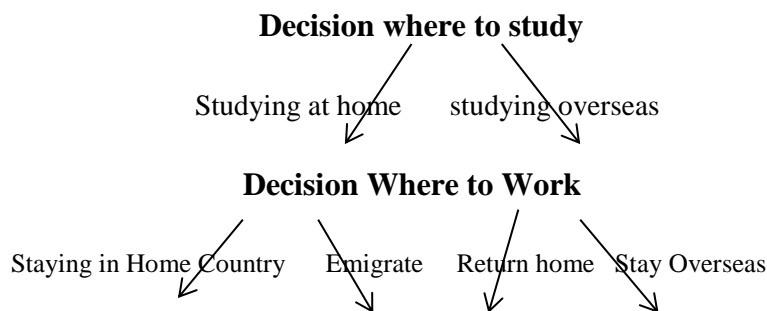 Decision where to study
Studying at home studying overseas
Decision Where to Work
Staying in Home Country Emigrate Return home Stay Overseas